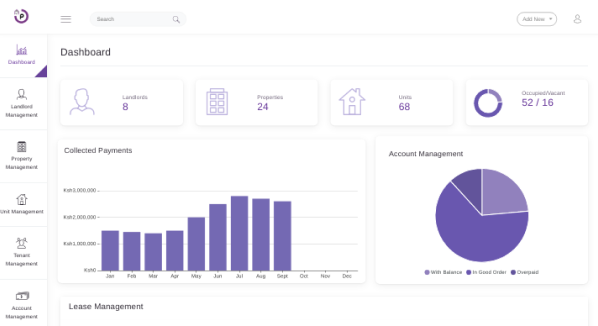 Search
Add New
Dashboard
Dashboard
Landlords
8
Properties
24
Units
68
Occupied/Vacant
52 / 16
Landlord
Management
Property
Management
Unit Management
Tenant
Management
Account
Management
Collected Payments
Ksh3,000,000
Ksh2,000,000
Ksh1,000,000
Ksh0
Jan Feb Mar Apr May Jun Jul Aug Sept Oct Nov Dec
Account Management
With Balance In Good Order Overpaid
Lease Management